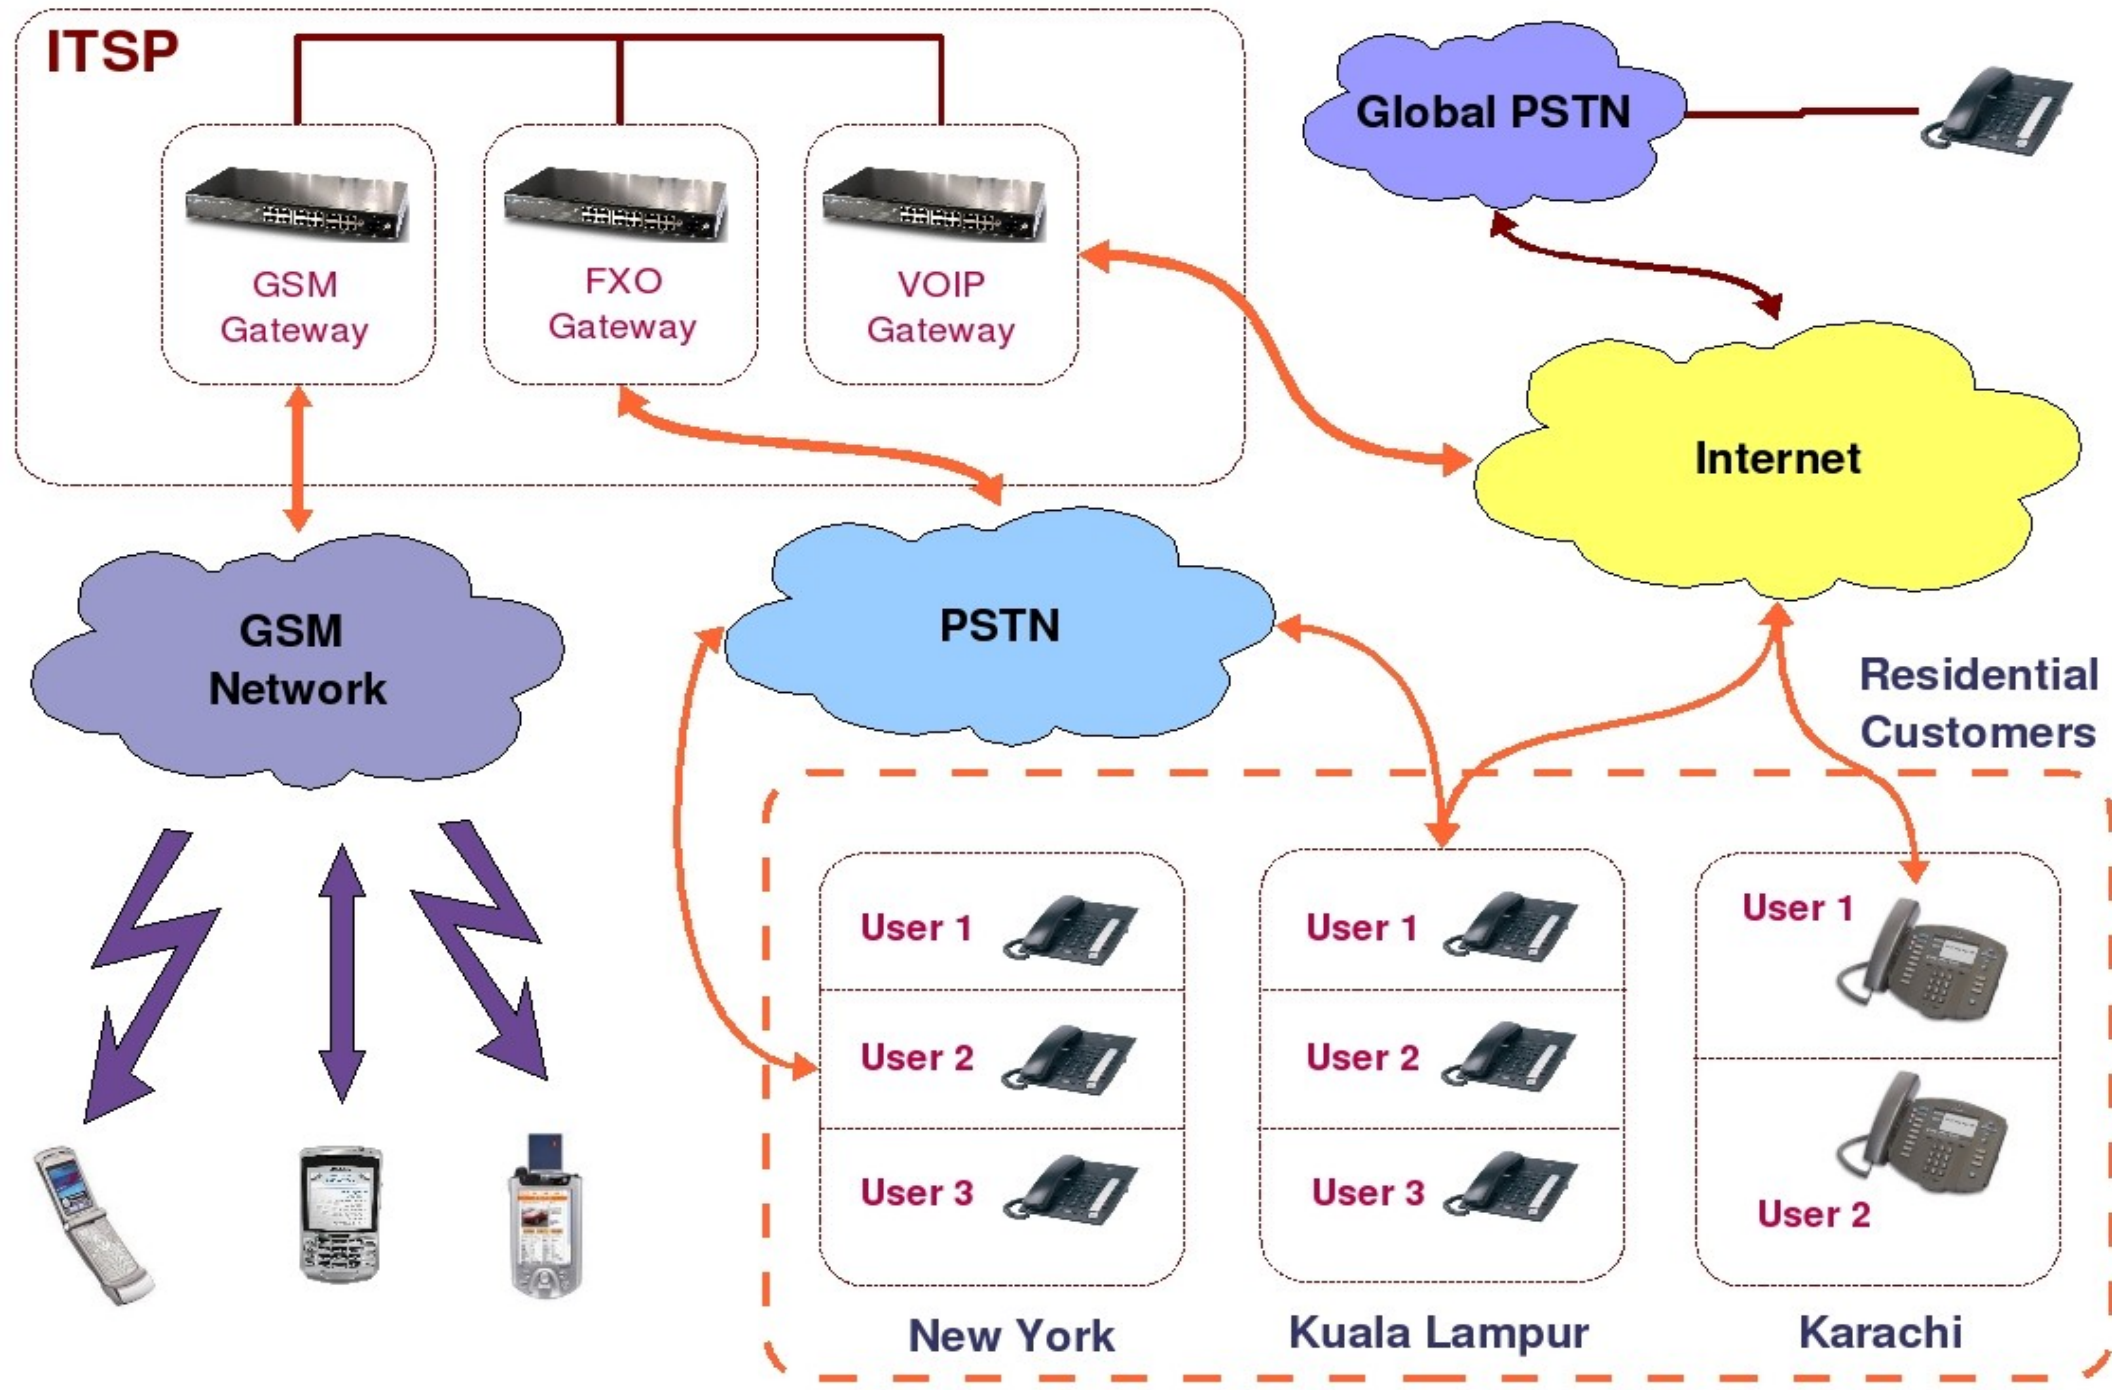 ITSP
Global PSTN
GSM
Gateway
FXO
Gateway
VOIP
Gateway
Internet
GSM
Network
PSTN
Residential
Customers
User 1
User 2
User 3
New York
User 1
User 2
User 3
Kuala Lampur
User 1
User 2
Karachi